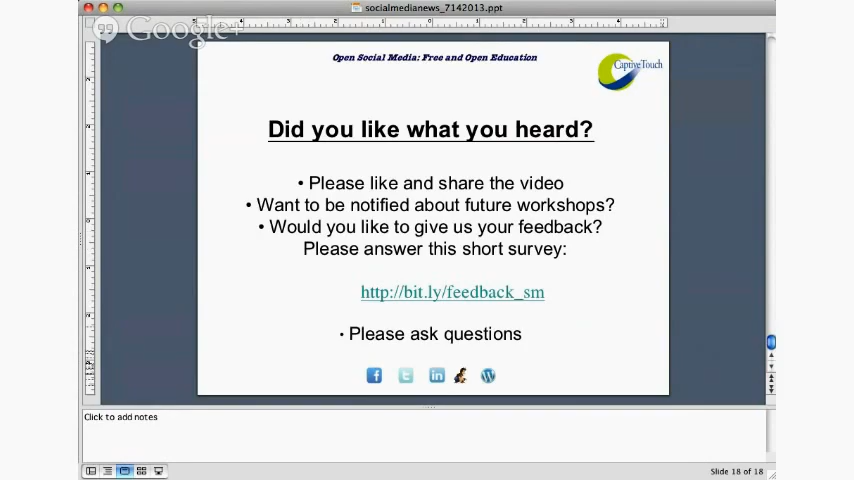 socialmedianews_7142013.ppt
Google+
Open Social Media: Free and Open Education
CaptiveTouch
Did you like what you heard?
• Please like and share the video
• Want to be notified about future workshops?
• Would you like to give us your feedback?
Please answer this short survey:
http://bit.ly/feedback_sm
• Please ask questions
Click to add notes
Slide 18 of 18